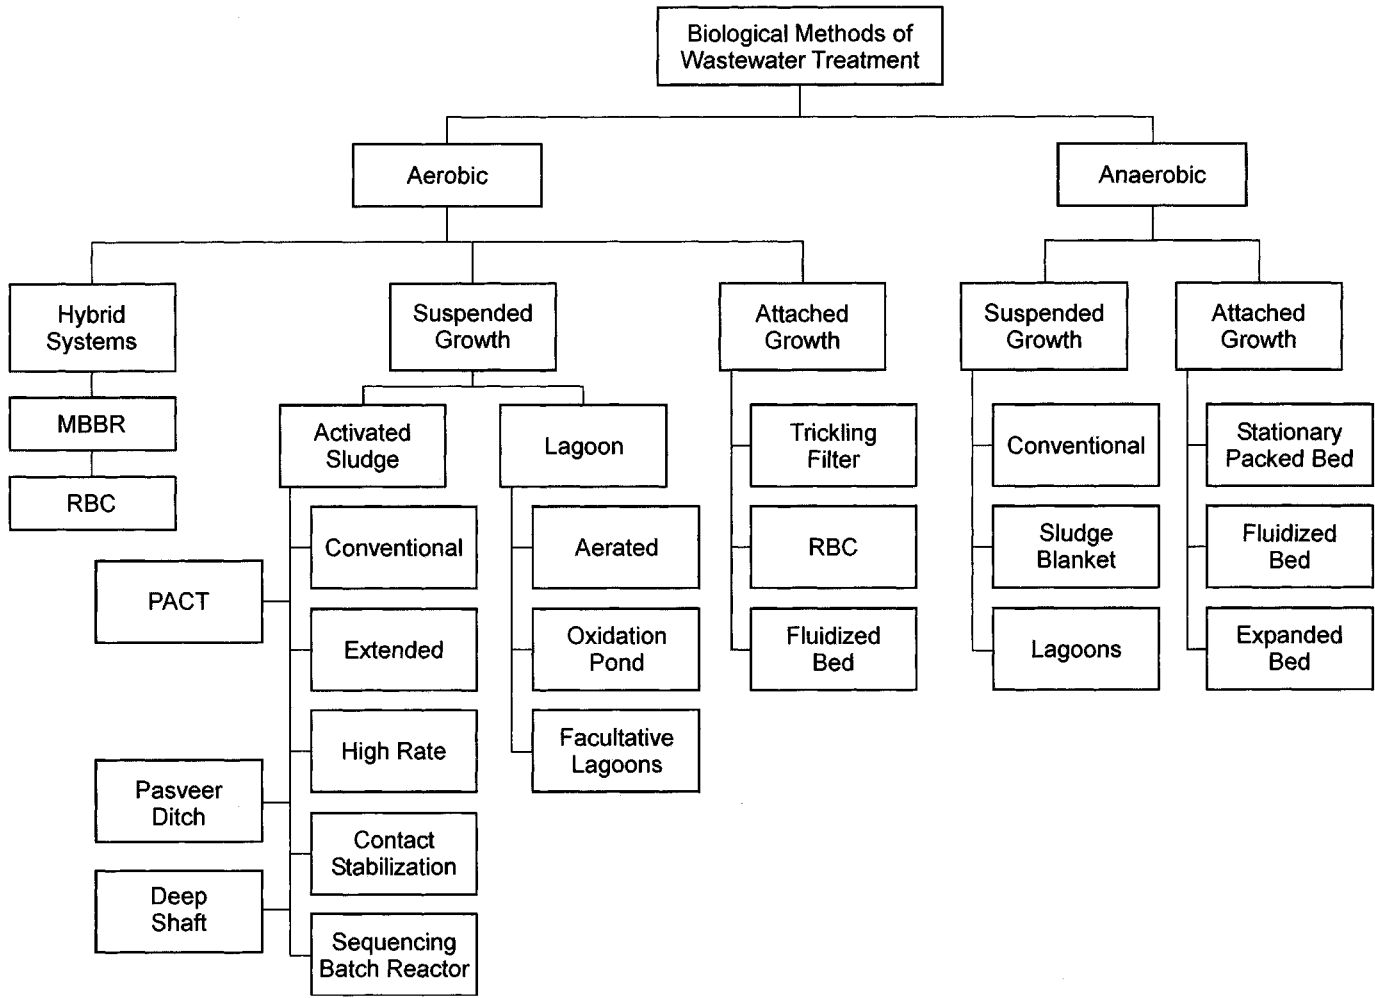 Biological Methods of
Wastewater Treatment
Aerobic
Anaerobic
Hybrid
Systems
Suspended
Growth
Attached
Growth
Suspended
Growth
Attached
Growth
MBBR
RBC
Activated
Sludge
Lagoon
Trickling
Filter
Conventional
Stationary
Packed Bed
Conventional
Aerated
RBC
Sludge
Blanket
Fluidized
Bed
PACT
Extended
Oxidation
Pond
Fluidized
Bed
Lagoons
Expanded
Bed
High Rate
Facultative
Lagoons
Pasveer
Ditch
Contact
Stabilization
Deep
Shaft
Sequencing
Batch Reactor